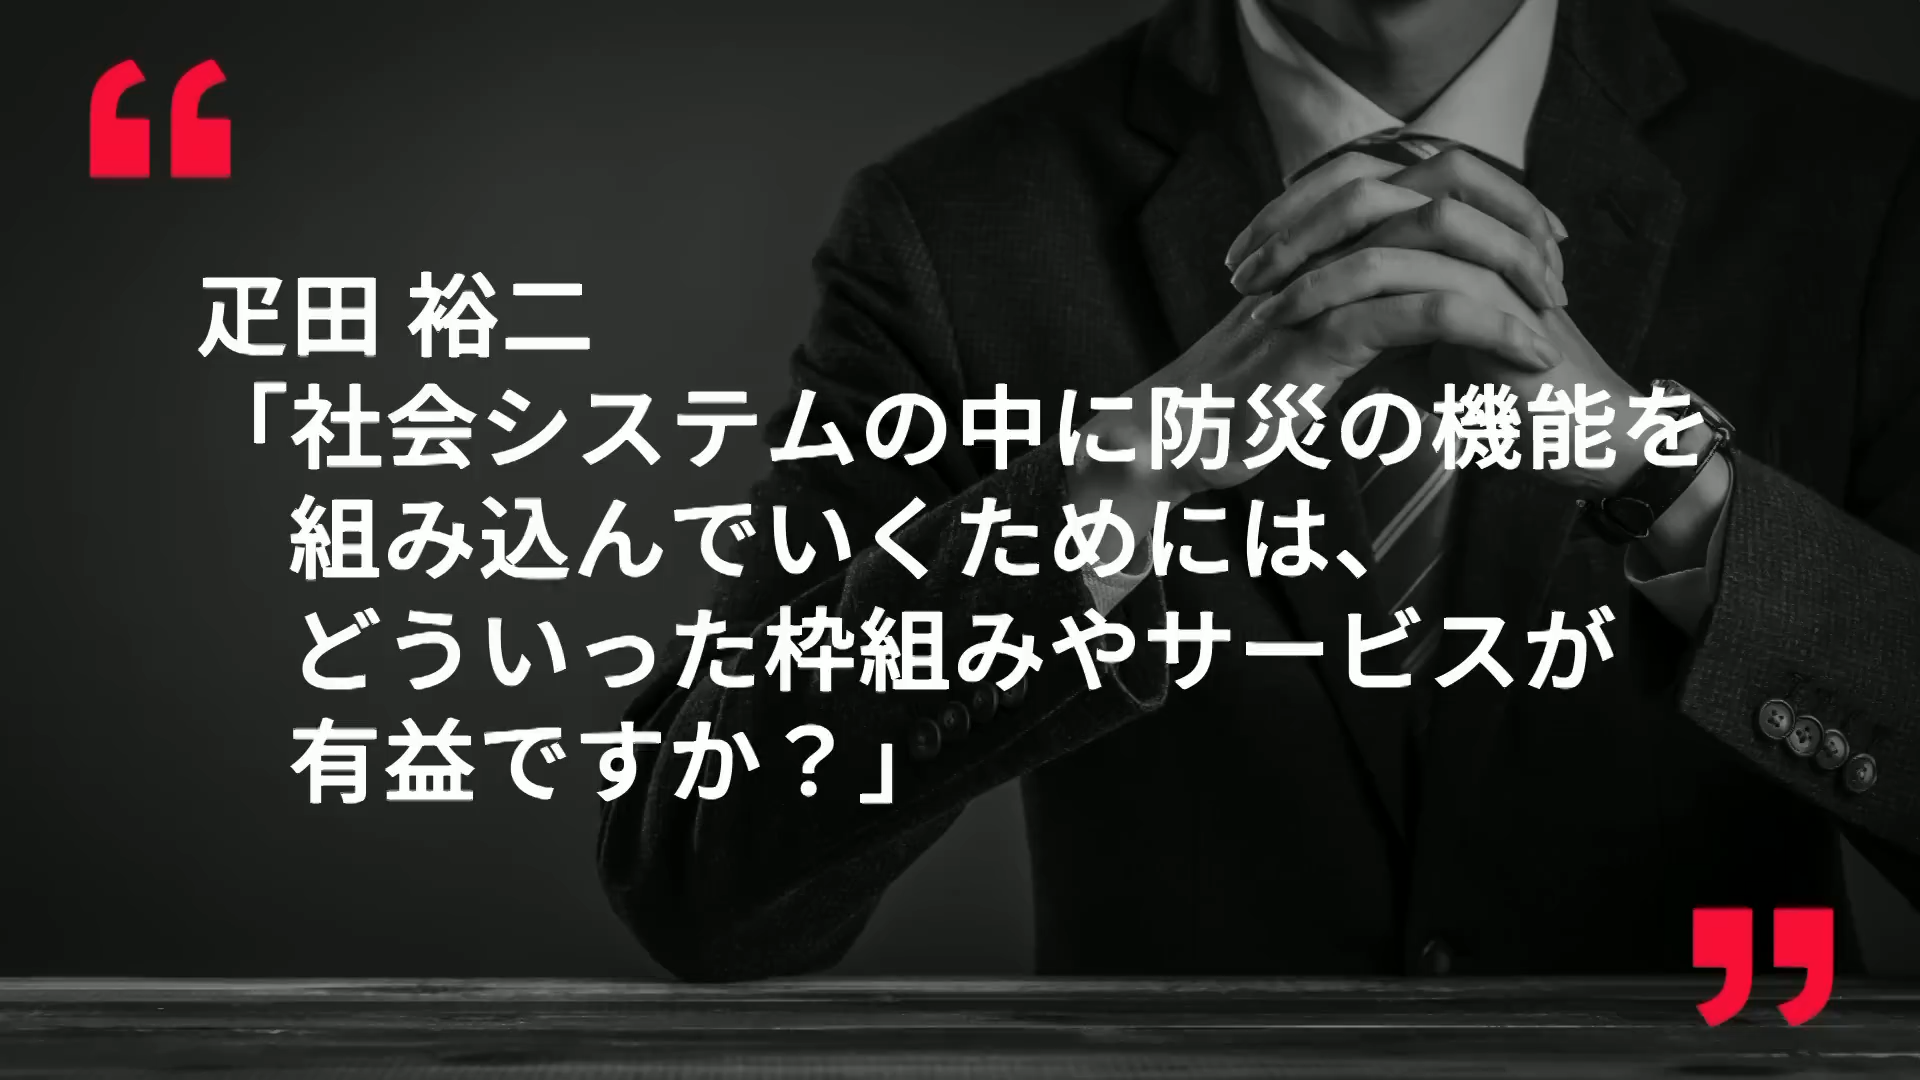 “
疋田 裕二
「社会システムの中に防災の機能を
組み込んでいくためには、
どういった枠組みやサービスが
有益ですか？」
”